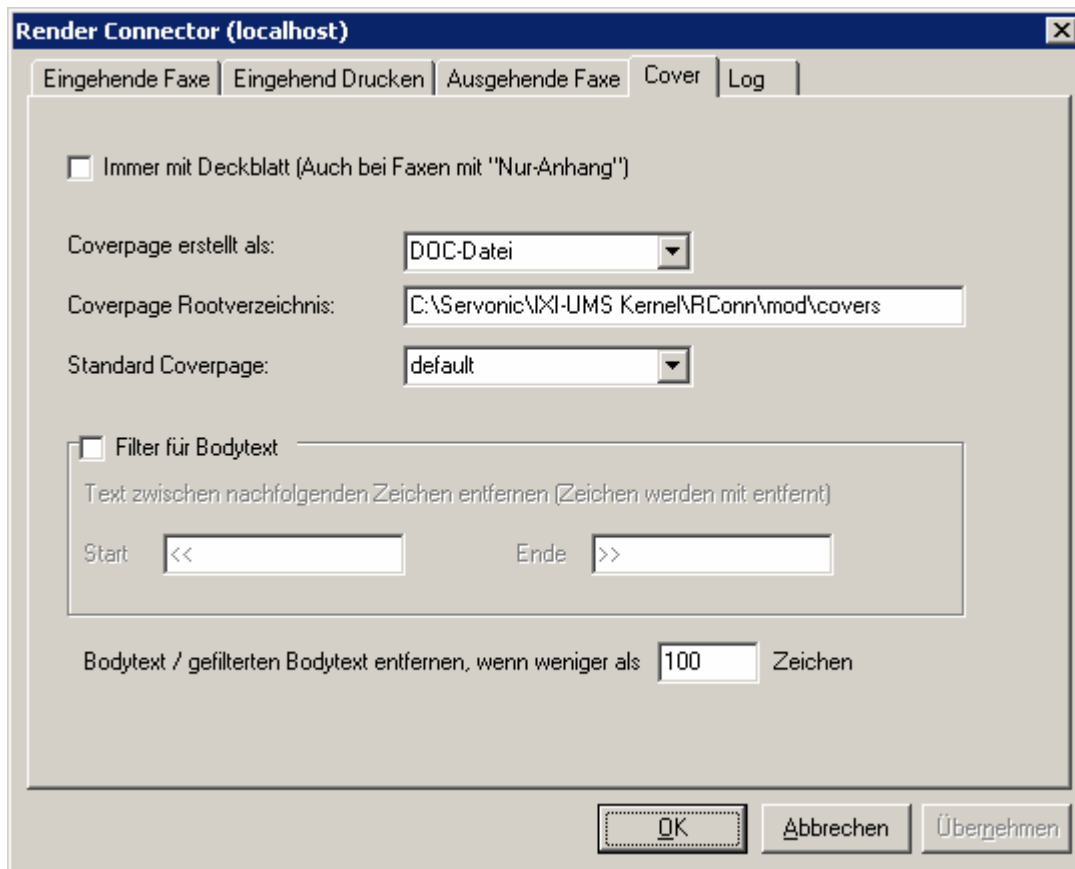 Render Connector (localhost)
Eingehende Faxe Eingehend Drucken Ausgehende Faxe Cover Log
Immer mit Deckblatt (Auch bei Faxen mit "Nur-Anhang")
Coverpage erstellt als: DOC-Datei
Coverpage Rootverzeichnis: C:\Servonic\IXI-UMS Kernel\RConn\mod\covers
Standard Coverpage: default
Filter für Bodytext
Text zwischen nachfolgenden Zeichen entfernen (Zeichen werden mit entfernt)
Start << Ende >>
Bodytext / gefilterten Bodytext entfernen, wenn weniger als 100 Zeichen
OK Abbrechen Übernehmen